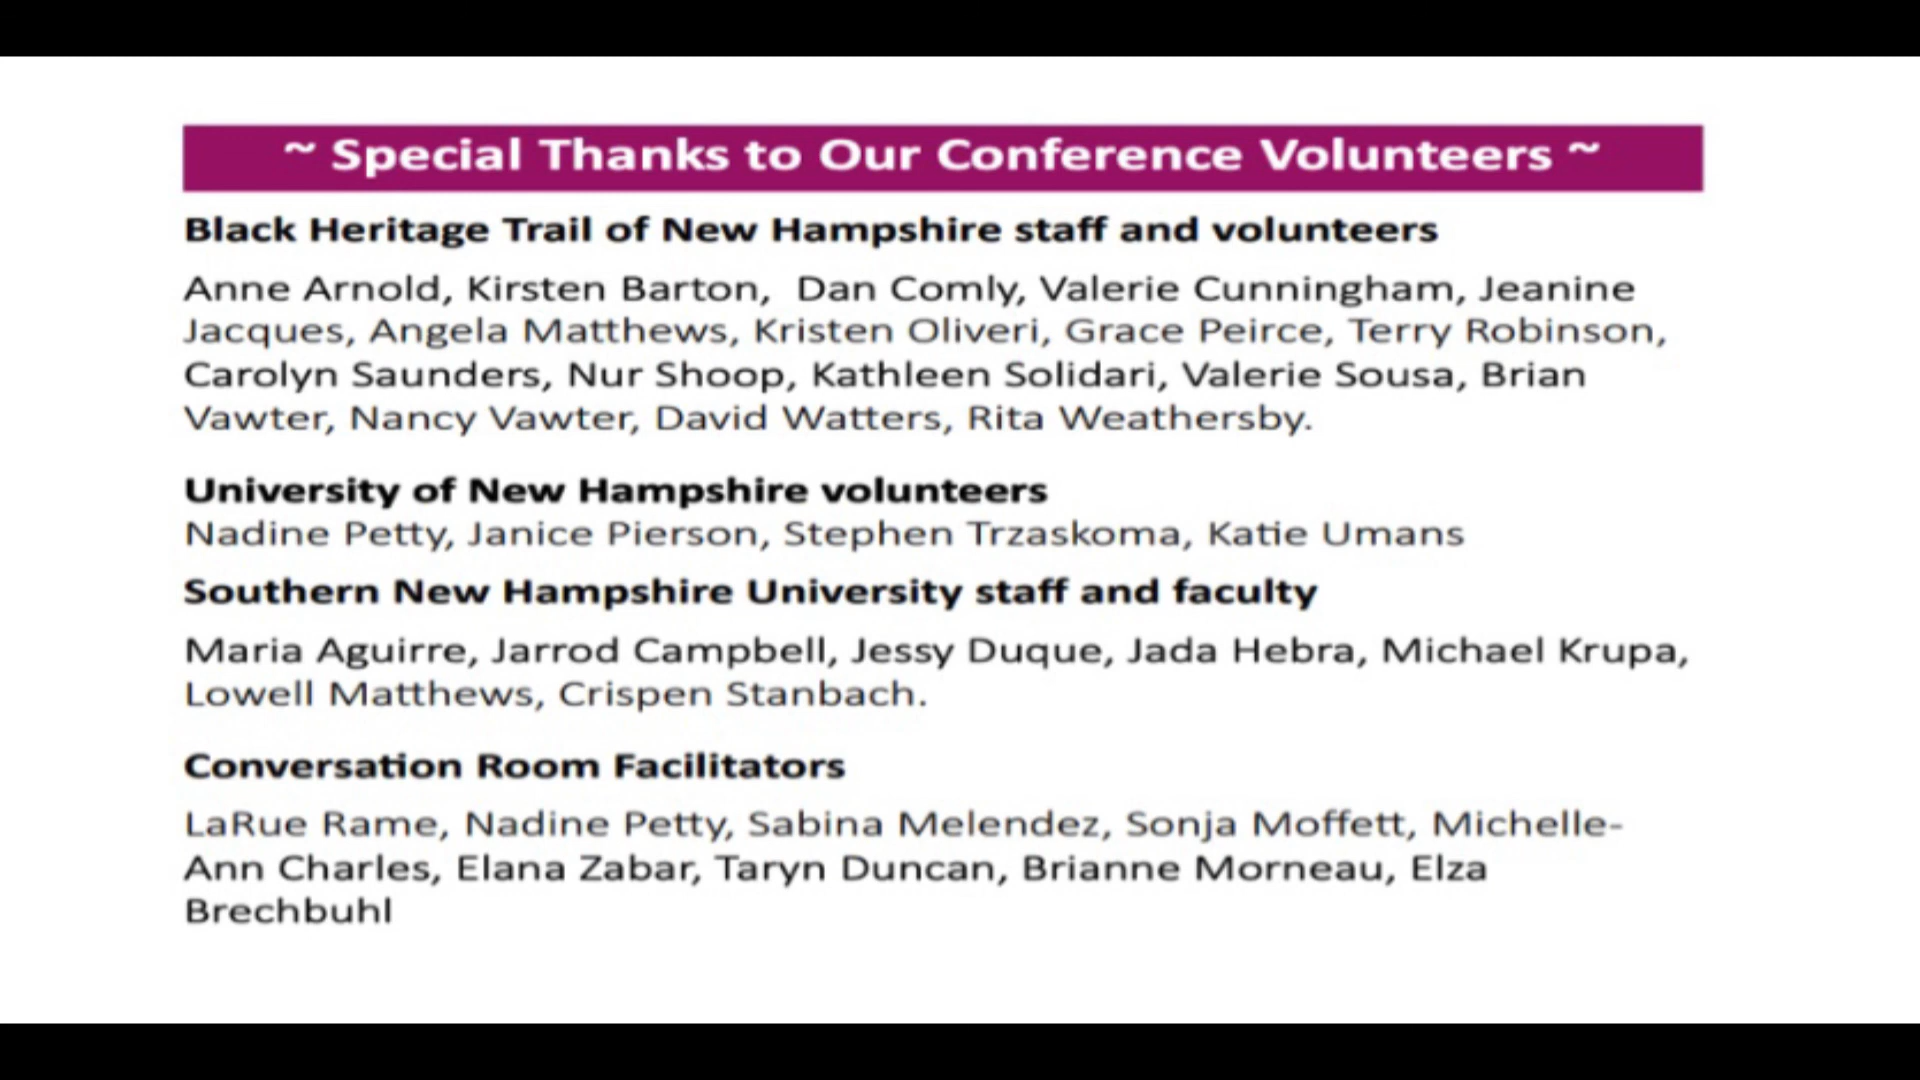 ~ Special Thanks to Our Conference Volunteers ~
Black Heritage Trail of New Hampshire staff and volunteers
Anne Arnold, Kirsten Barton,  Dan Comly, Valerie Cunningham, Jeanine
Jacques, Angela Matthews, Kristen Oliveri, Grace Peirce, Terry Robinson,
Carolyn Saunders, Nur Shoop, Kathleen Solidari, Valerie Sousa, Brian
Vawter, Nancy Vawter, David Watters, Rita Weathersby.
University of New Hampshire volunteers
Nadine Petty, Janice Pierson, Stephen Trzaskoma, Katie Umans
Southern New Hampshire University staff and faculty
Maria Aguirre, Jarrod Campbell, Jessy Duque, Jada Hebra, Michael Krupa,
Lowell Matthews, Crispen Stanbach.
Conversation Room Facilitators
LaRue Rame, Nadine Petty, Sabina Melendez, Sonja Moffett, Michelle-
Ann Charles, Elana Zabar, Taryn Duncan, Brianne Morneau, Elza
Brechbuhl